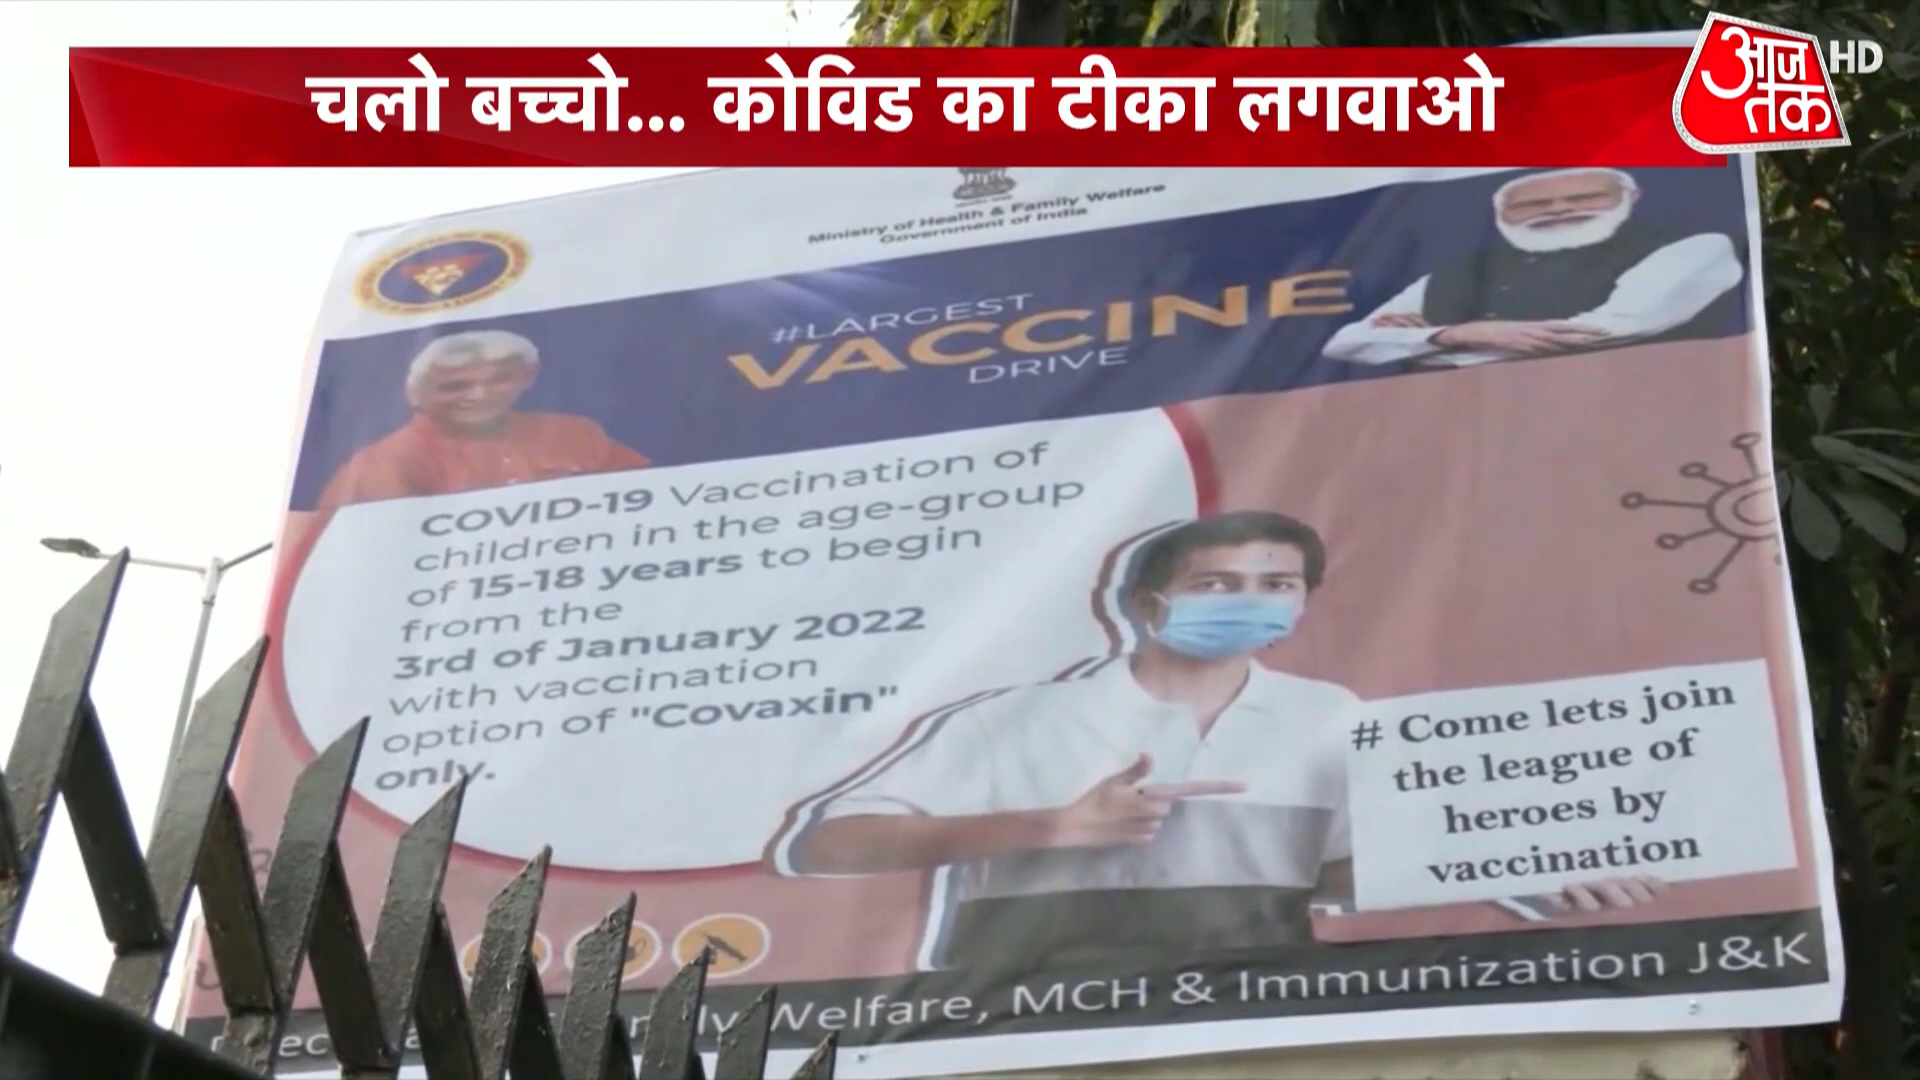 चलो बच्चो... कोविड का टीका लगवाओ
आज
तक
HD
Ministry of Health & Family Welfare
Government of India
#LARGEST
VACCINE
DRIVE
COVID-19 Vaccination of
children in the age-group
of 15-18 years to begin
from the
3rd of January 2022
with vaccination
option of "Covaxin"
only.
# Come lets join
the league of
heroes by
vaccination
Welfare, MCH & Immunization J&K